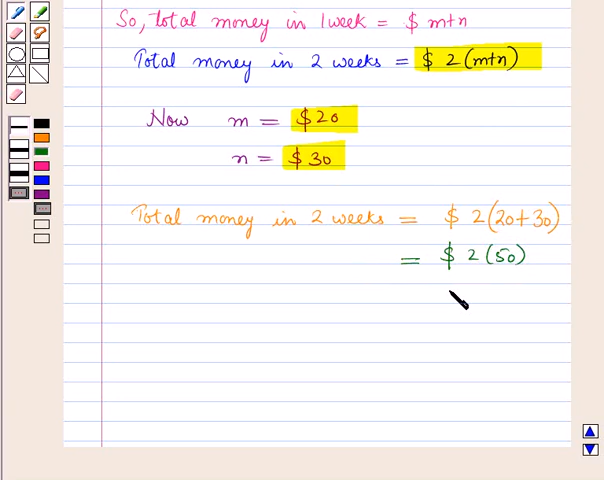 So, total money in 1 week = $ m+n
Total money in 2 weeks = $ 2(m+n)
Now m = $20
n = $30
Total money in 2 weeks = $ 2(20+30)
= $ 2(50)